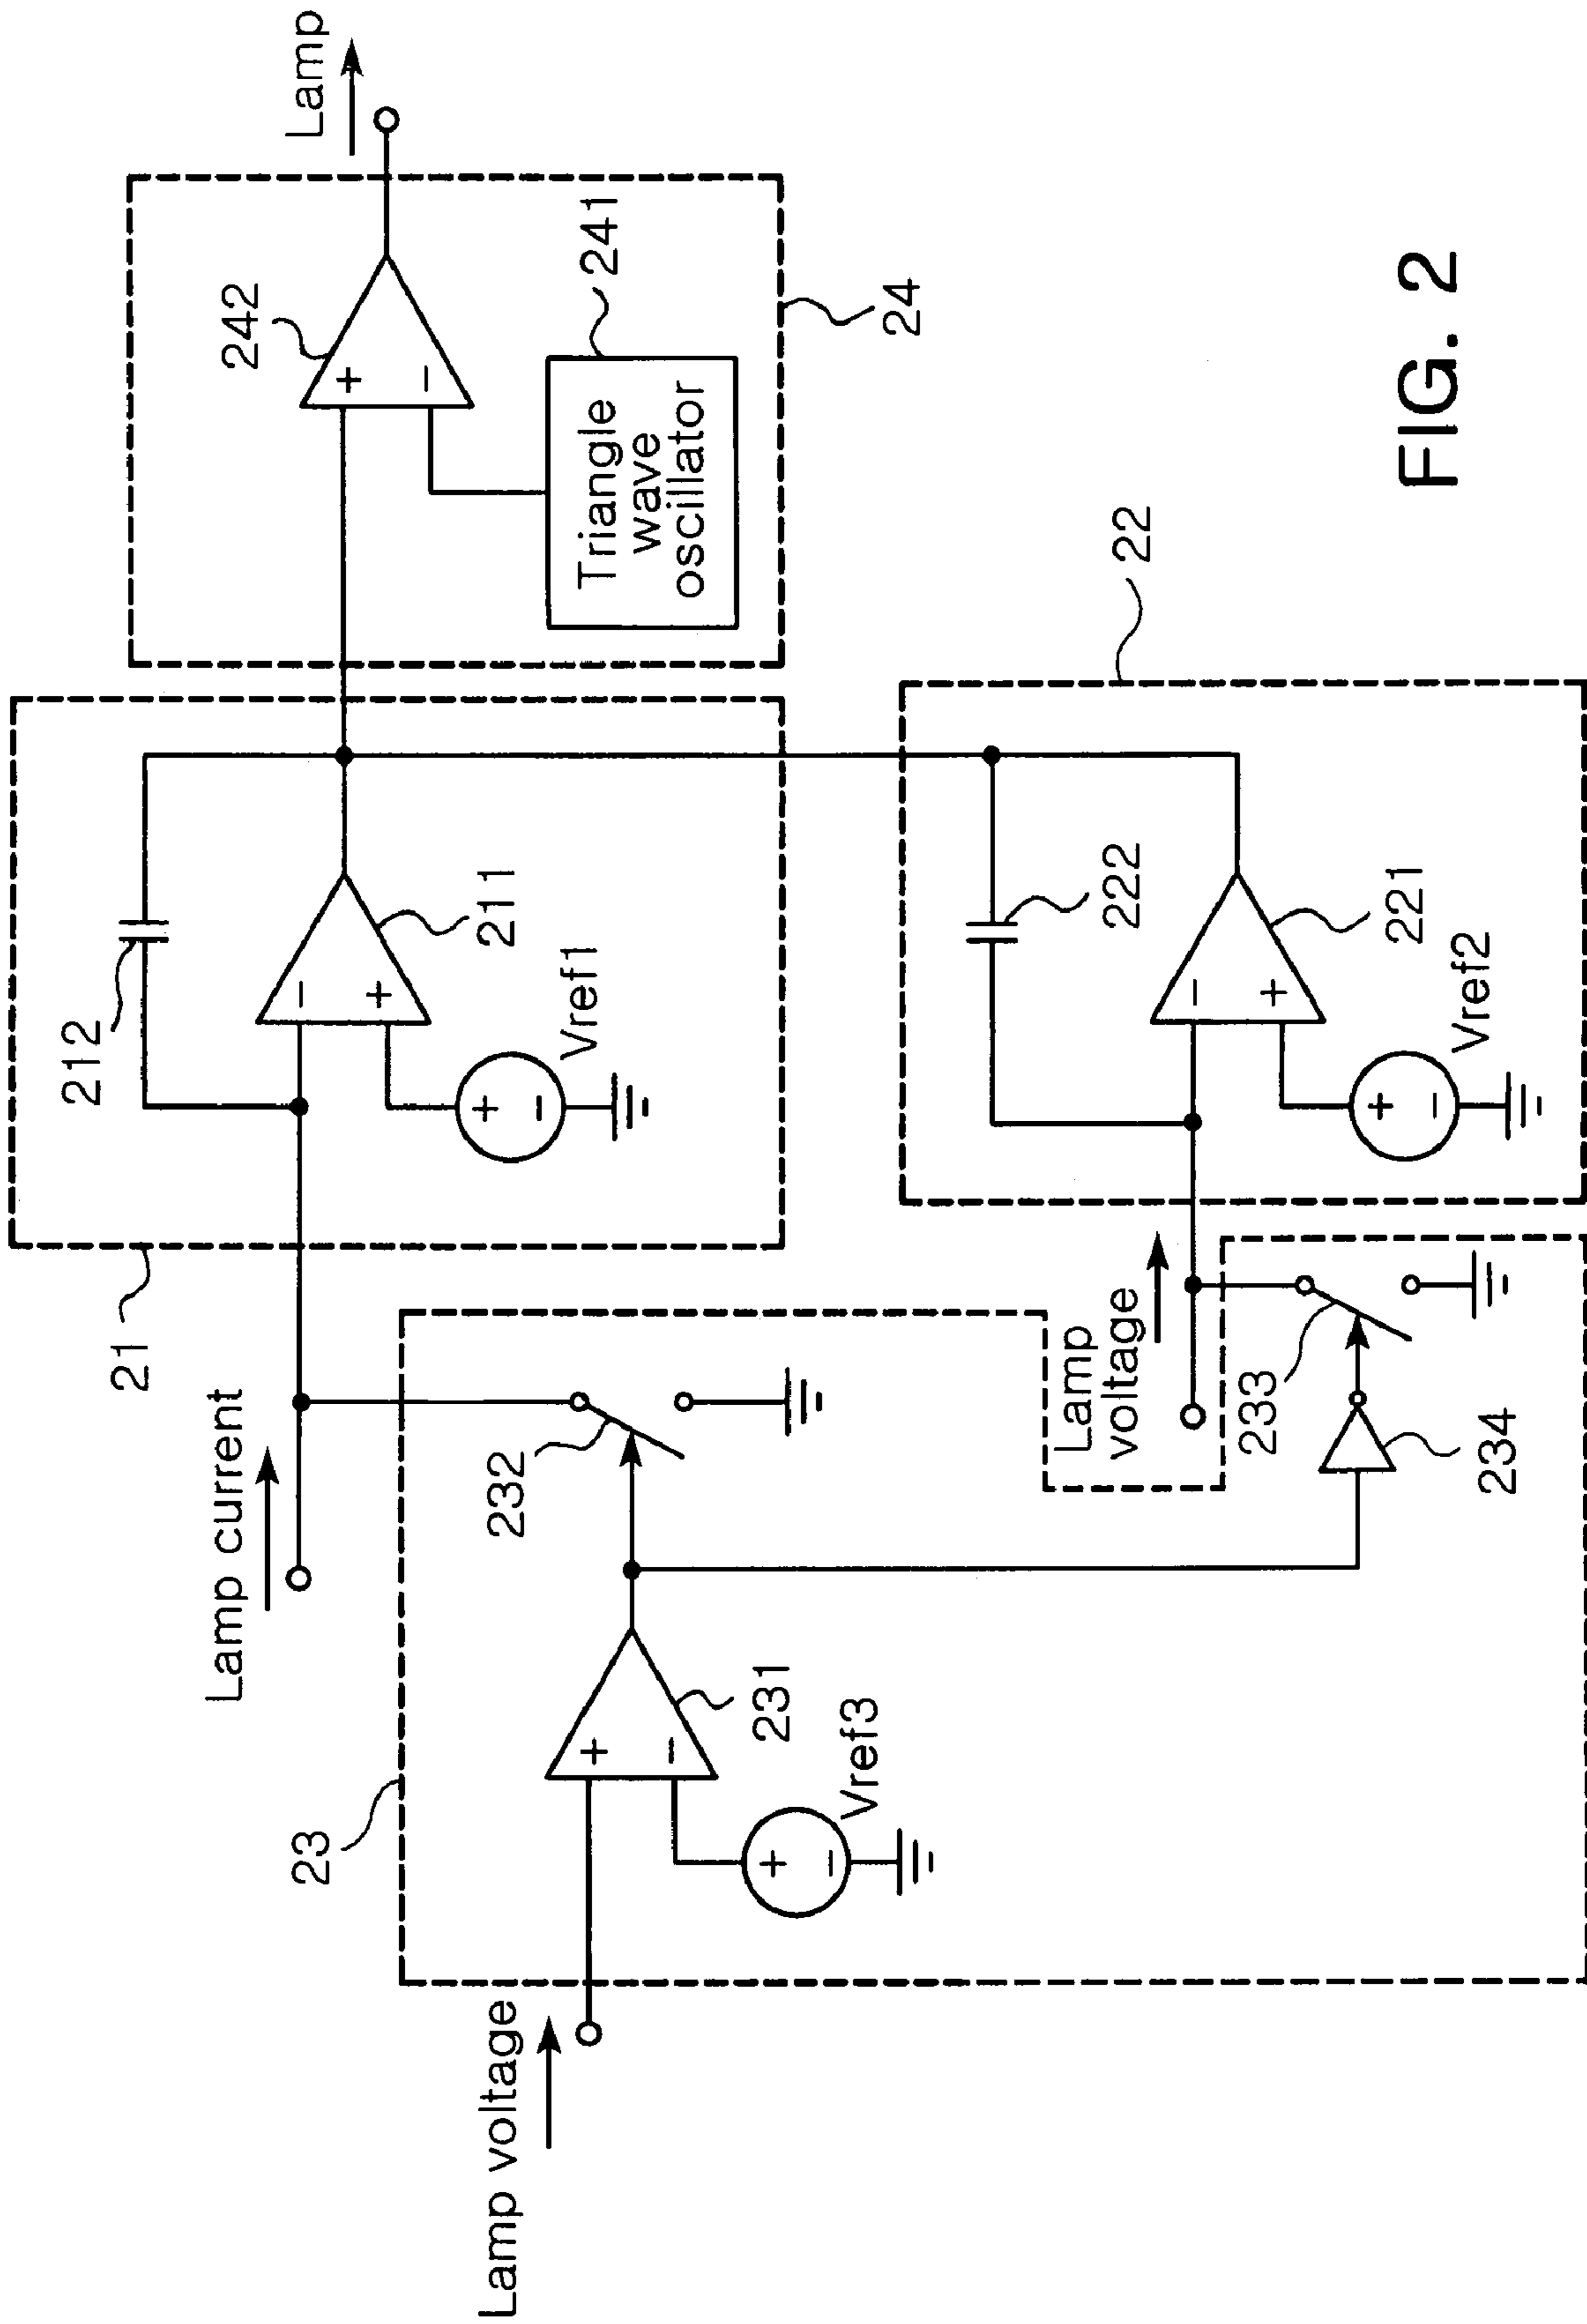 Lamp
242
+
−
241
Triangle
wave
oscillator
24
212
−
+
211
Vref1
+
−
21
Lamp current
22
222
−
+
221
Vref2
+
−
Lamp
voltage
232
233
234
23
+
−
231
Vref3
+
−
Lamp voltage
FIG. 2